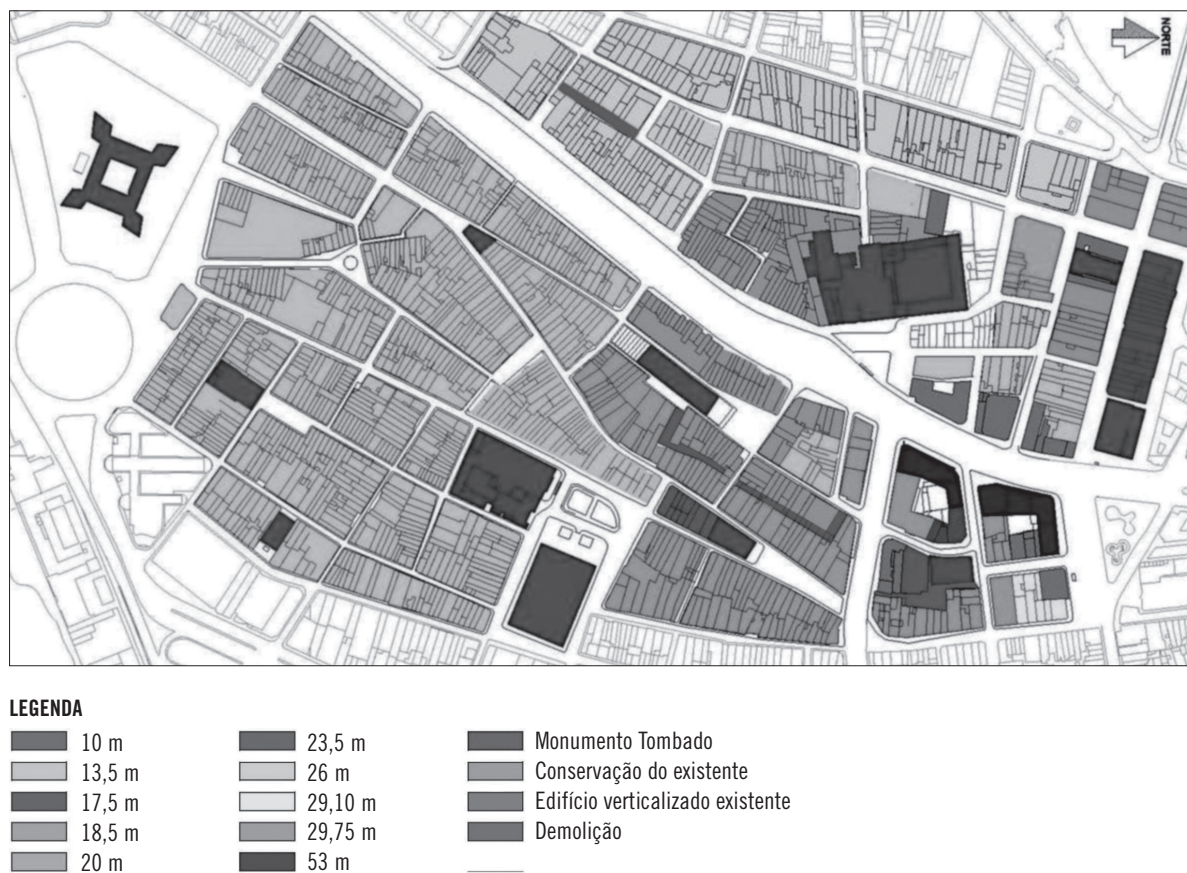 NORTE
LEGENDA
10 m
13,5 m
17,5 m
18,5 m
20 m
23,5 m
26 m
29,10 m
29,75 m
53 m
Monumento Tombado
Conservação do existente
Edifício verticalizado existente
Demolição